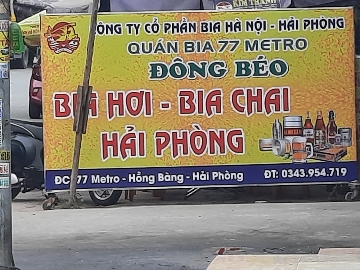 CÔNG TY CỔ PHẦN BIA HÀ NỘI - HẢI PHÒNG
QUÁN BIA 77 METRO
ĐÔNG BÉO
BIA HƠI - BIA CHAI
HẢI PHÒNG
ĐC: 77 Metro - Hồng Bàng - Hải Phòng ĐT: 0343.954.719